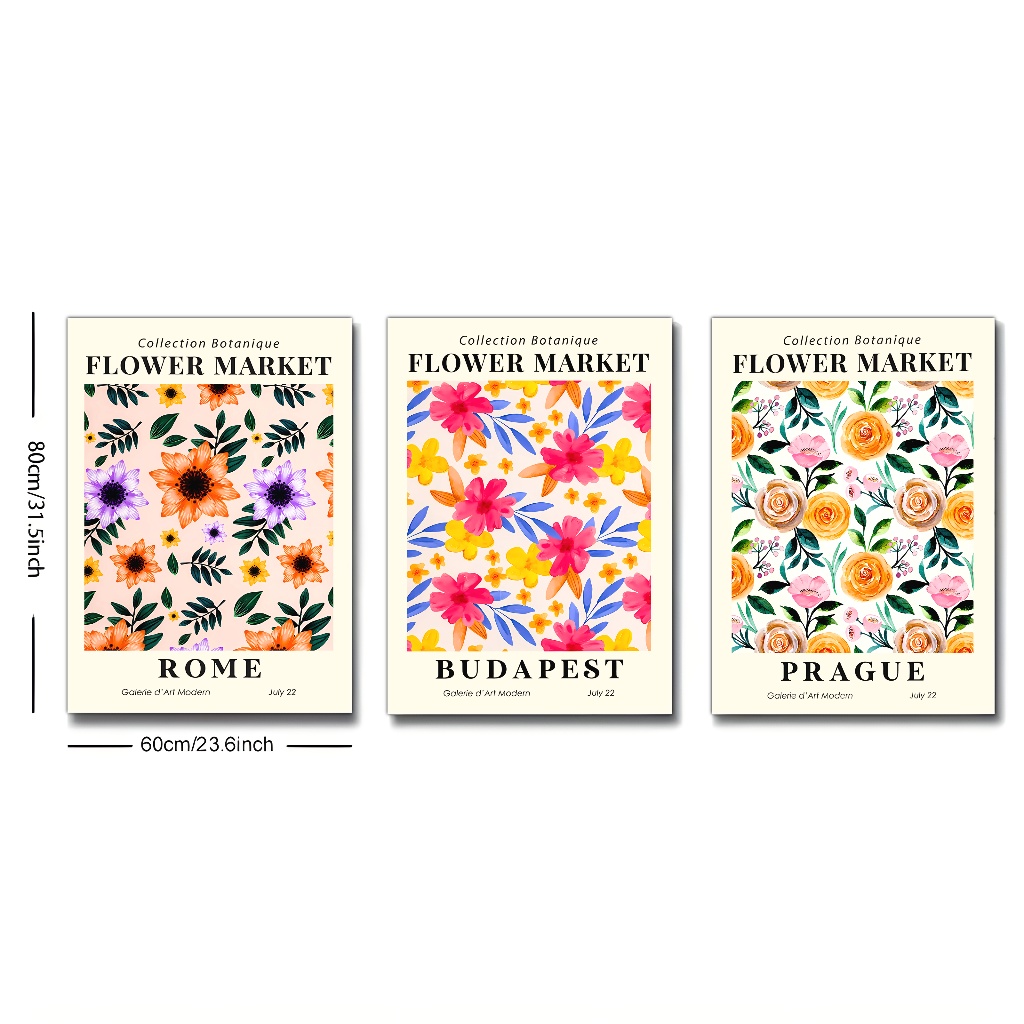 80cm/31.5inch
Collection Botanique
FLOWER MARKET
ROME
Galerie d'Art Modern July 22
60cm/23.6inch
Collection Botanique
FLOWER MARKET
BUDAPEST
Galerie d'Art Modern July 22
Collection Botanique
FLOWER MARKET
PRAGUE
Galerie d'Art Modern July 22